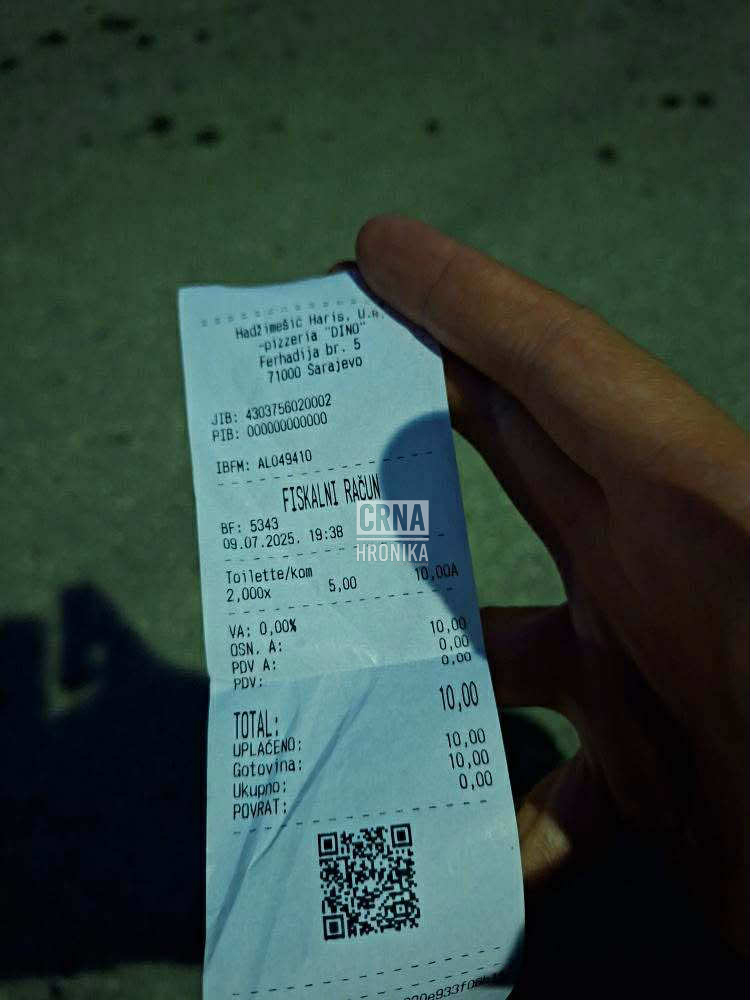 Hadžimešić Haris, U.
-pizzeria "DINO"
Ferhadija br. 5
71000 Sarajevo
JIB: 4303756020002
PIB: 000000000000
IBFM: AL049410
FISKALNI RAČUN
BF: 5343
09.07.2025. 19:38
CRNA
HRONIKA
Toilette/kom
2,000x 5,00 10,00A
VA: 0,00%
OSN. A: 10,00
PDV A: 0,00
PDV: 0,00
TOTAL: 10,00
UPLAĆENO: 10,00
Gotovina: 10,00
Ukupno: 0,00
POVRAT: